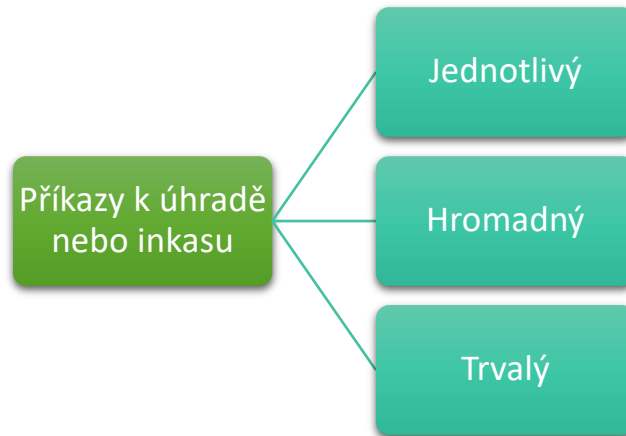 Jednotlivý
Příkazy k úhradě
nebo inkasu
Hromadný
Trvalý